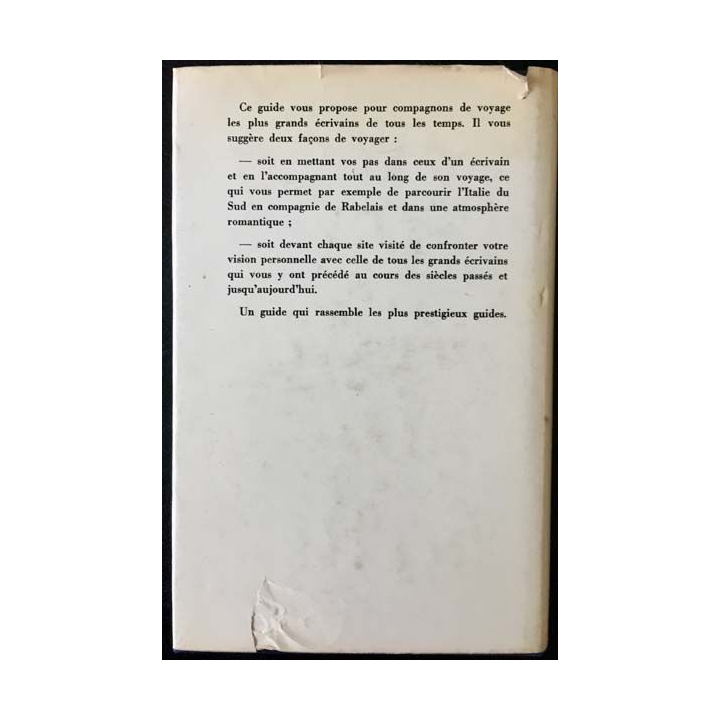 Ce guide vous propose pour compagnons de voyage
les plus grands écrivains de tous les temps. Il vous
suggère deux façons de voyager :
— soit en mettant vos pas dans ceux d'un écrivain
et en l'accompagnant tout au long de son voyage, ce
qui vous permet par exemple de parcourir l'Italie du
Sud en compagnie de Rabelais et dans une atmosphère
romantique ;
— soit devant chaque site visité de confronter votre
vision personnelle avec celle de tous les grands écrivains
qui vous y ont précédé au cours des siècles passés et
jusqu'aujourd'hui.
Un guide qui rassemble les plus prestigieux guides.